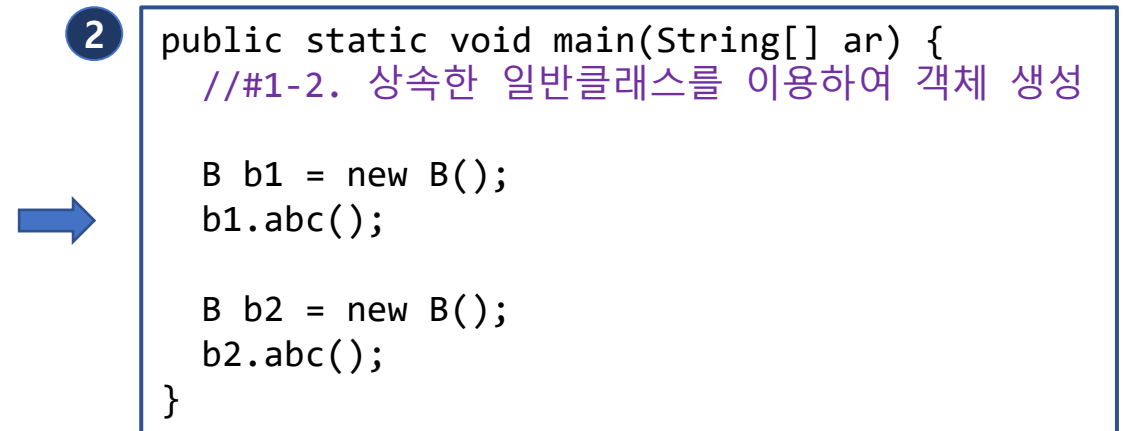 2
public static void main(String[] ar) {
//#1-2. 상속한 일반클래스를 이용하여 객체 생성
B b1 = new B();
b1.abc();
B b2 = new B();
b2.abc();
}